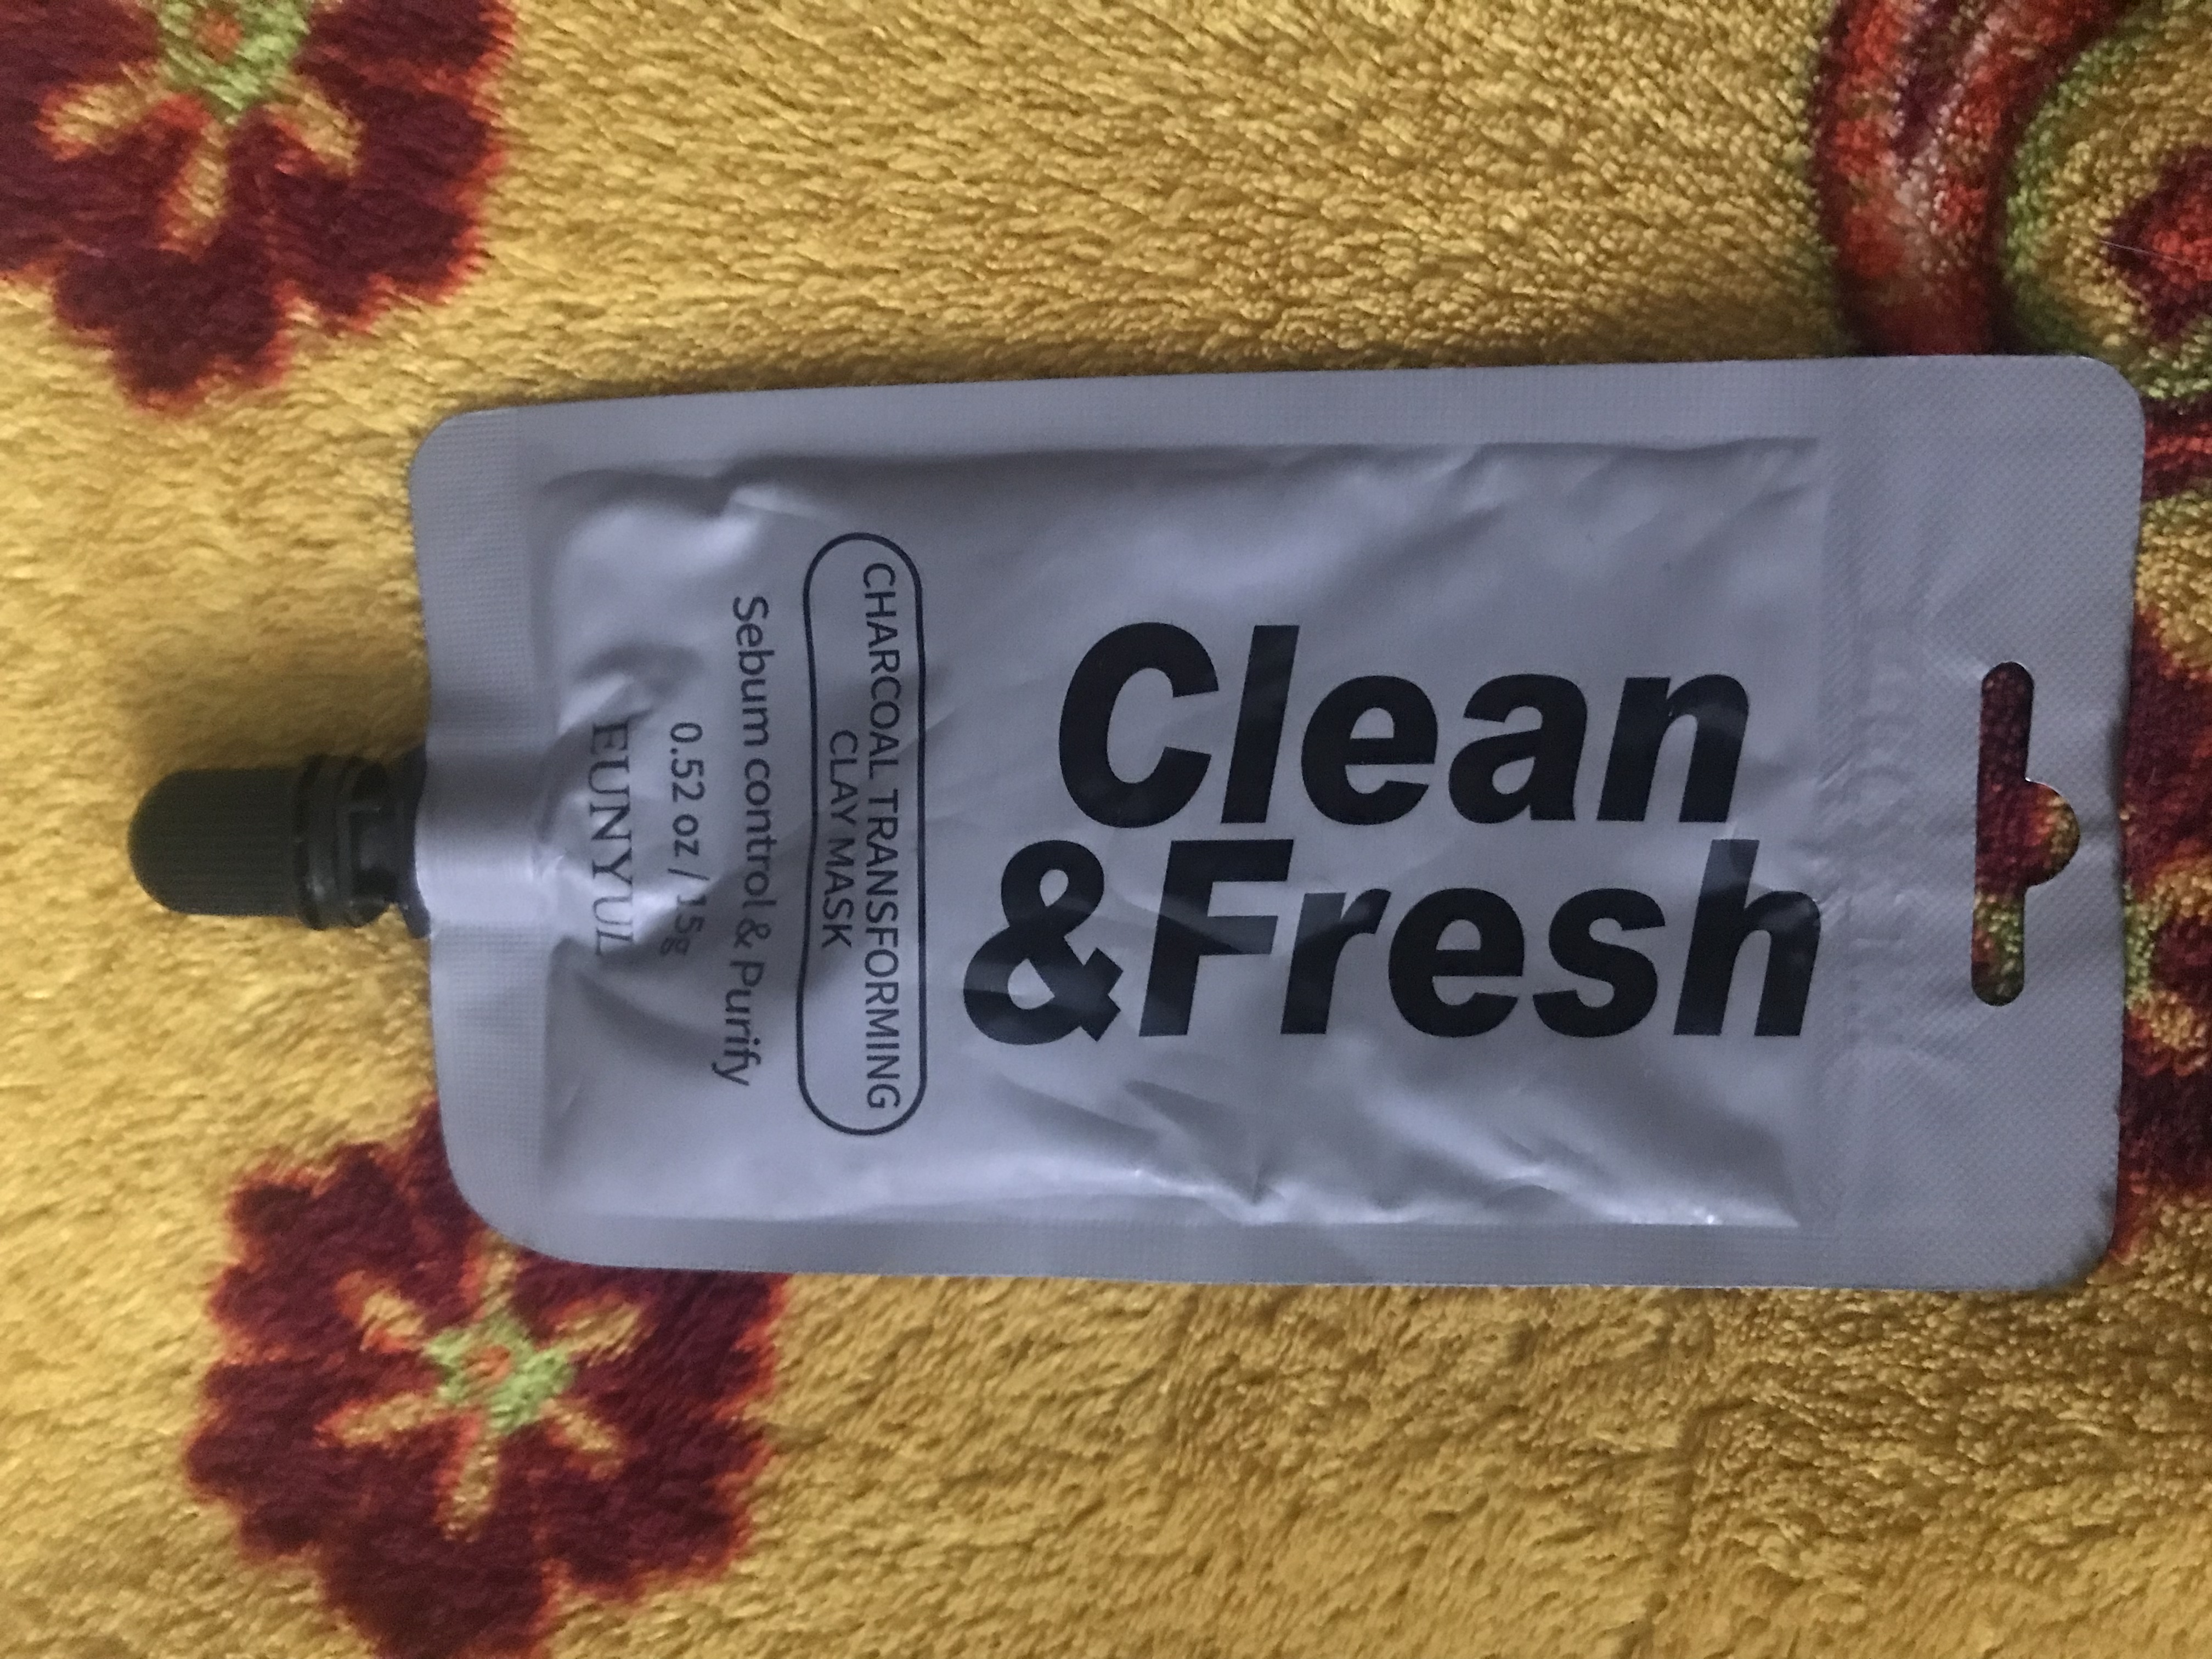 Clean
&Fresh
CHARCOAL TRANSFORMING
CLAY MASK
Sebum control & Purify
0.52 oz / 15g
EUNYUL